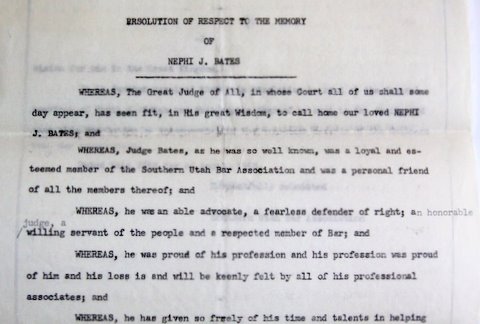 ERSOLUTION OF RESPECT TO THE MEMORY
OF
NEPHI J. BATES
WHEREAS, The Great Judge of All, in whose Court all of us shall some
day appear, has seen fit, in His great Wisdom, to call home our loved NEPHI
J. BATES; and
WHEREAS, Judge Bates, as he was so well known, was a loyal and es-
teemed member of the Southern Utah Bar Association and was a personal friend
of all the members thereof; and
WHEREAS, he was an able advocate, a fearless defender of right; an honorable
judge, a
willing servant of the people and a respected member of Bar; and
WHEREAS, he was proud of his profession and his profession was proud
of him and his loss is and will be keenly felt by all of his professional
associates; and
WHEREAS, he has given so freely of his time and talents in helping